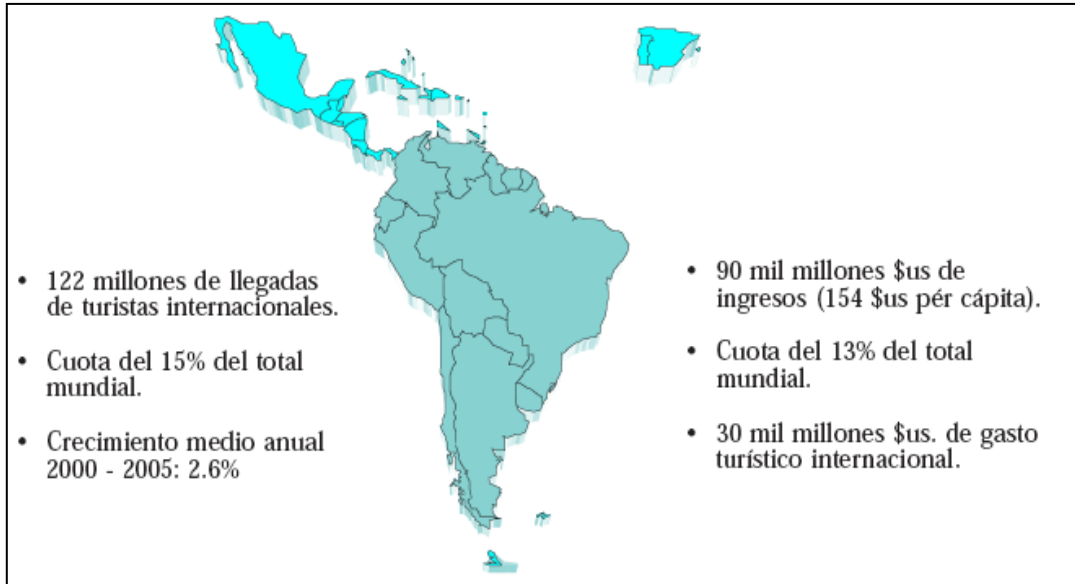 • 122 millones de llegadas
de turistas internacionales.
• Cuota del 15% del total
mundial.
• Crecimiento medio anual
2000 - 2005: 2.6%
• 90 mil millones $us de
ingresos (154 $us pér cápita).
• Cuota del 13% del total
mundial.
• 30 mil millones $us. de gasto
turístico internacional.